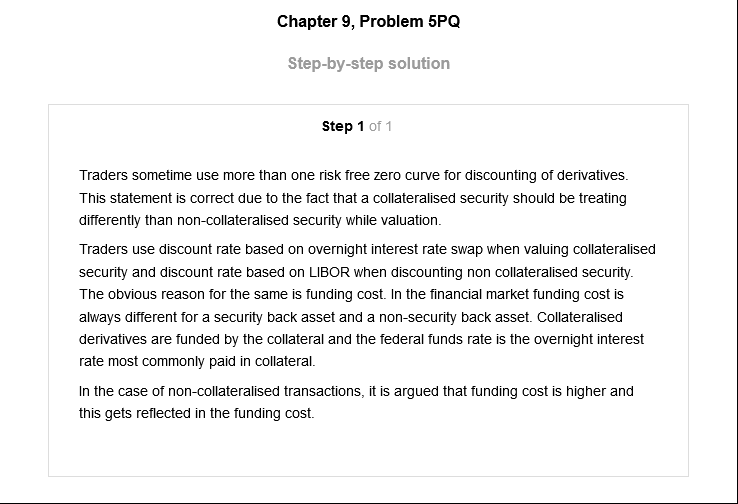 Chapter 9, Problem 5PQ
Step-by-step solution
Step 1 of 1
Traders sometime use more than one risk free zero curve for discounting of derivatives.
This statement is correct due to the fact that a collateralised security should be treating
differently than non-collateralised security while valuation.
Traders use discount rate based on overnight interest rate swap when valuing collateralised
security and discount rate based on LIBOR when discounting non collateralised security.
The obvious reason for the same is funding cost. In the financial market funding cost is
always different for a security back asset and a non-security back asset. Collateralised
derivatives are funded by the collateral and the federal funds rate is the overnight interest
rate most commonly paid in collateral.
In the case of non-collateralised transactions, it is argued that funding cost is higher and
this gets reflected in the funding cost.